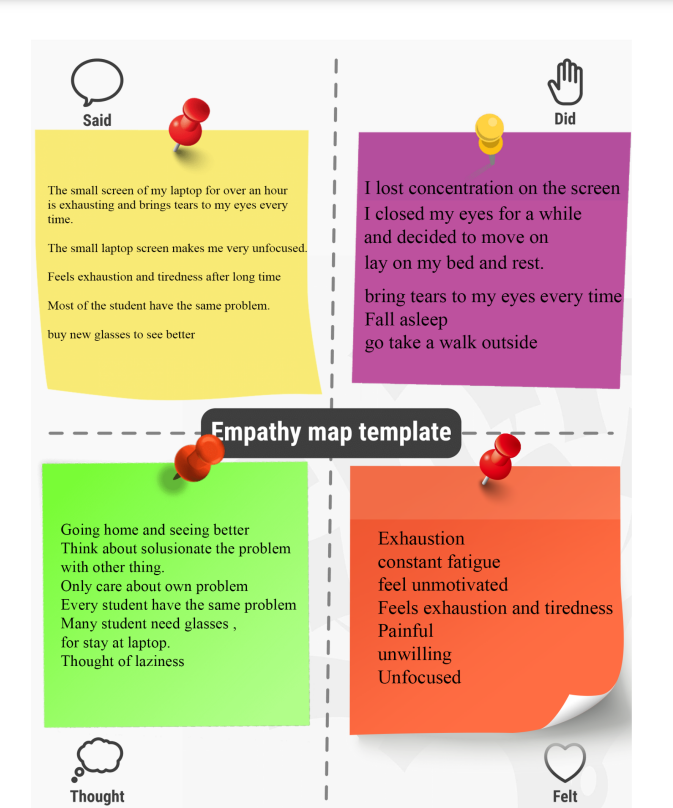 Said
Did
The small screen of my laptop for over an hour
is exhausting and brings tears to my eyes every
time.
The small laptop screen makes me very unfocused.
Feels exhaustion and tiredness after long time
Most of the student have the same problem.
buy new glasses to see better
I lost concentration on the screen
I closed my eyes for a while
and decided to move on
lay on my bed and rest.
bring tears to my eyes every time
Fall asleep
go take a walk outside
Empathy map template
Going home and seeing better
Think about solusionate the problem
with other thing.
Only care about own problem
Every student have the same problem
Many student need glasses ,
for stay at laptop.
Thought of laziness
Exhaustion
constant fatigue
feel unmotivated
Feels exhaustion and tiredness
Painful
unwilling
Unfocused
Thought
Felt